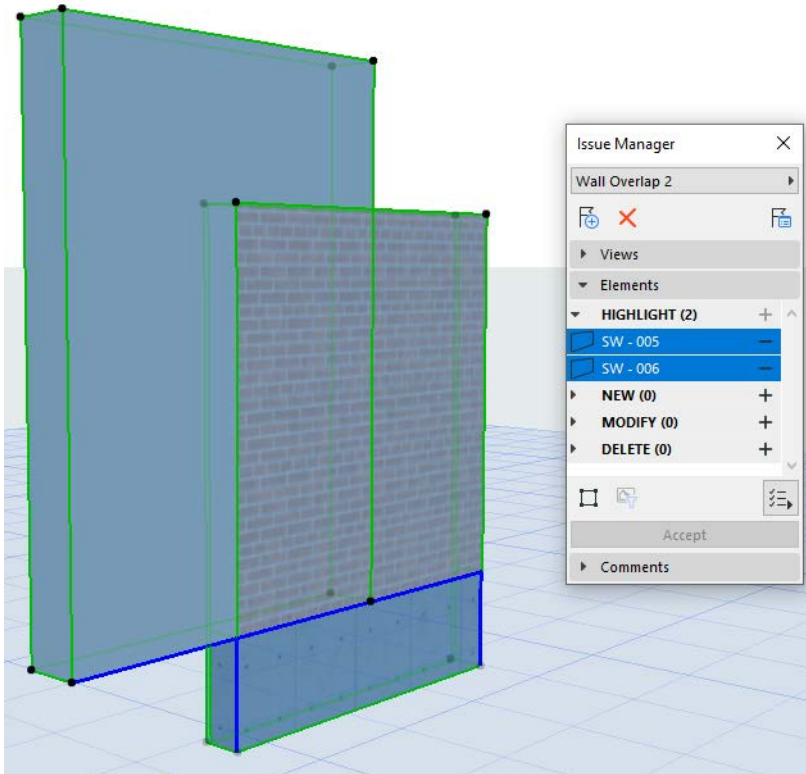 Issue Manager
Wall Overlap 2
Views
Elements
HIGHLIGHT (2)
SW - 005
SW - 006
NEW (0)
MODIFY (0)
DELETE (0)
Accept
Comments